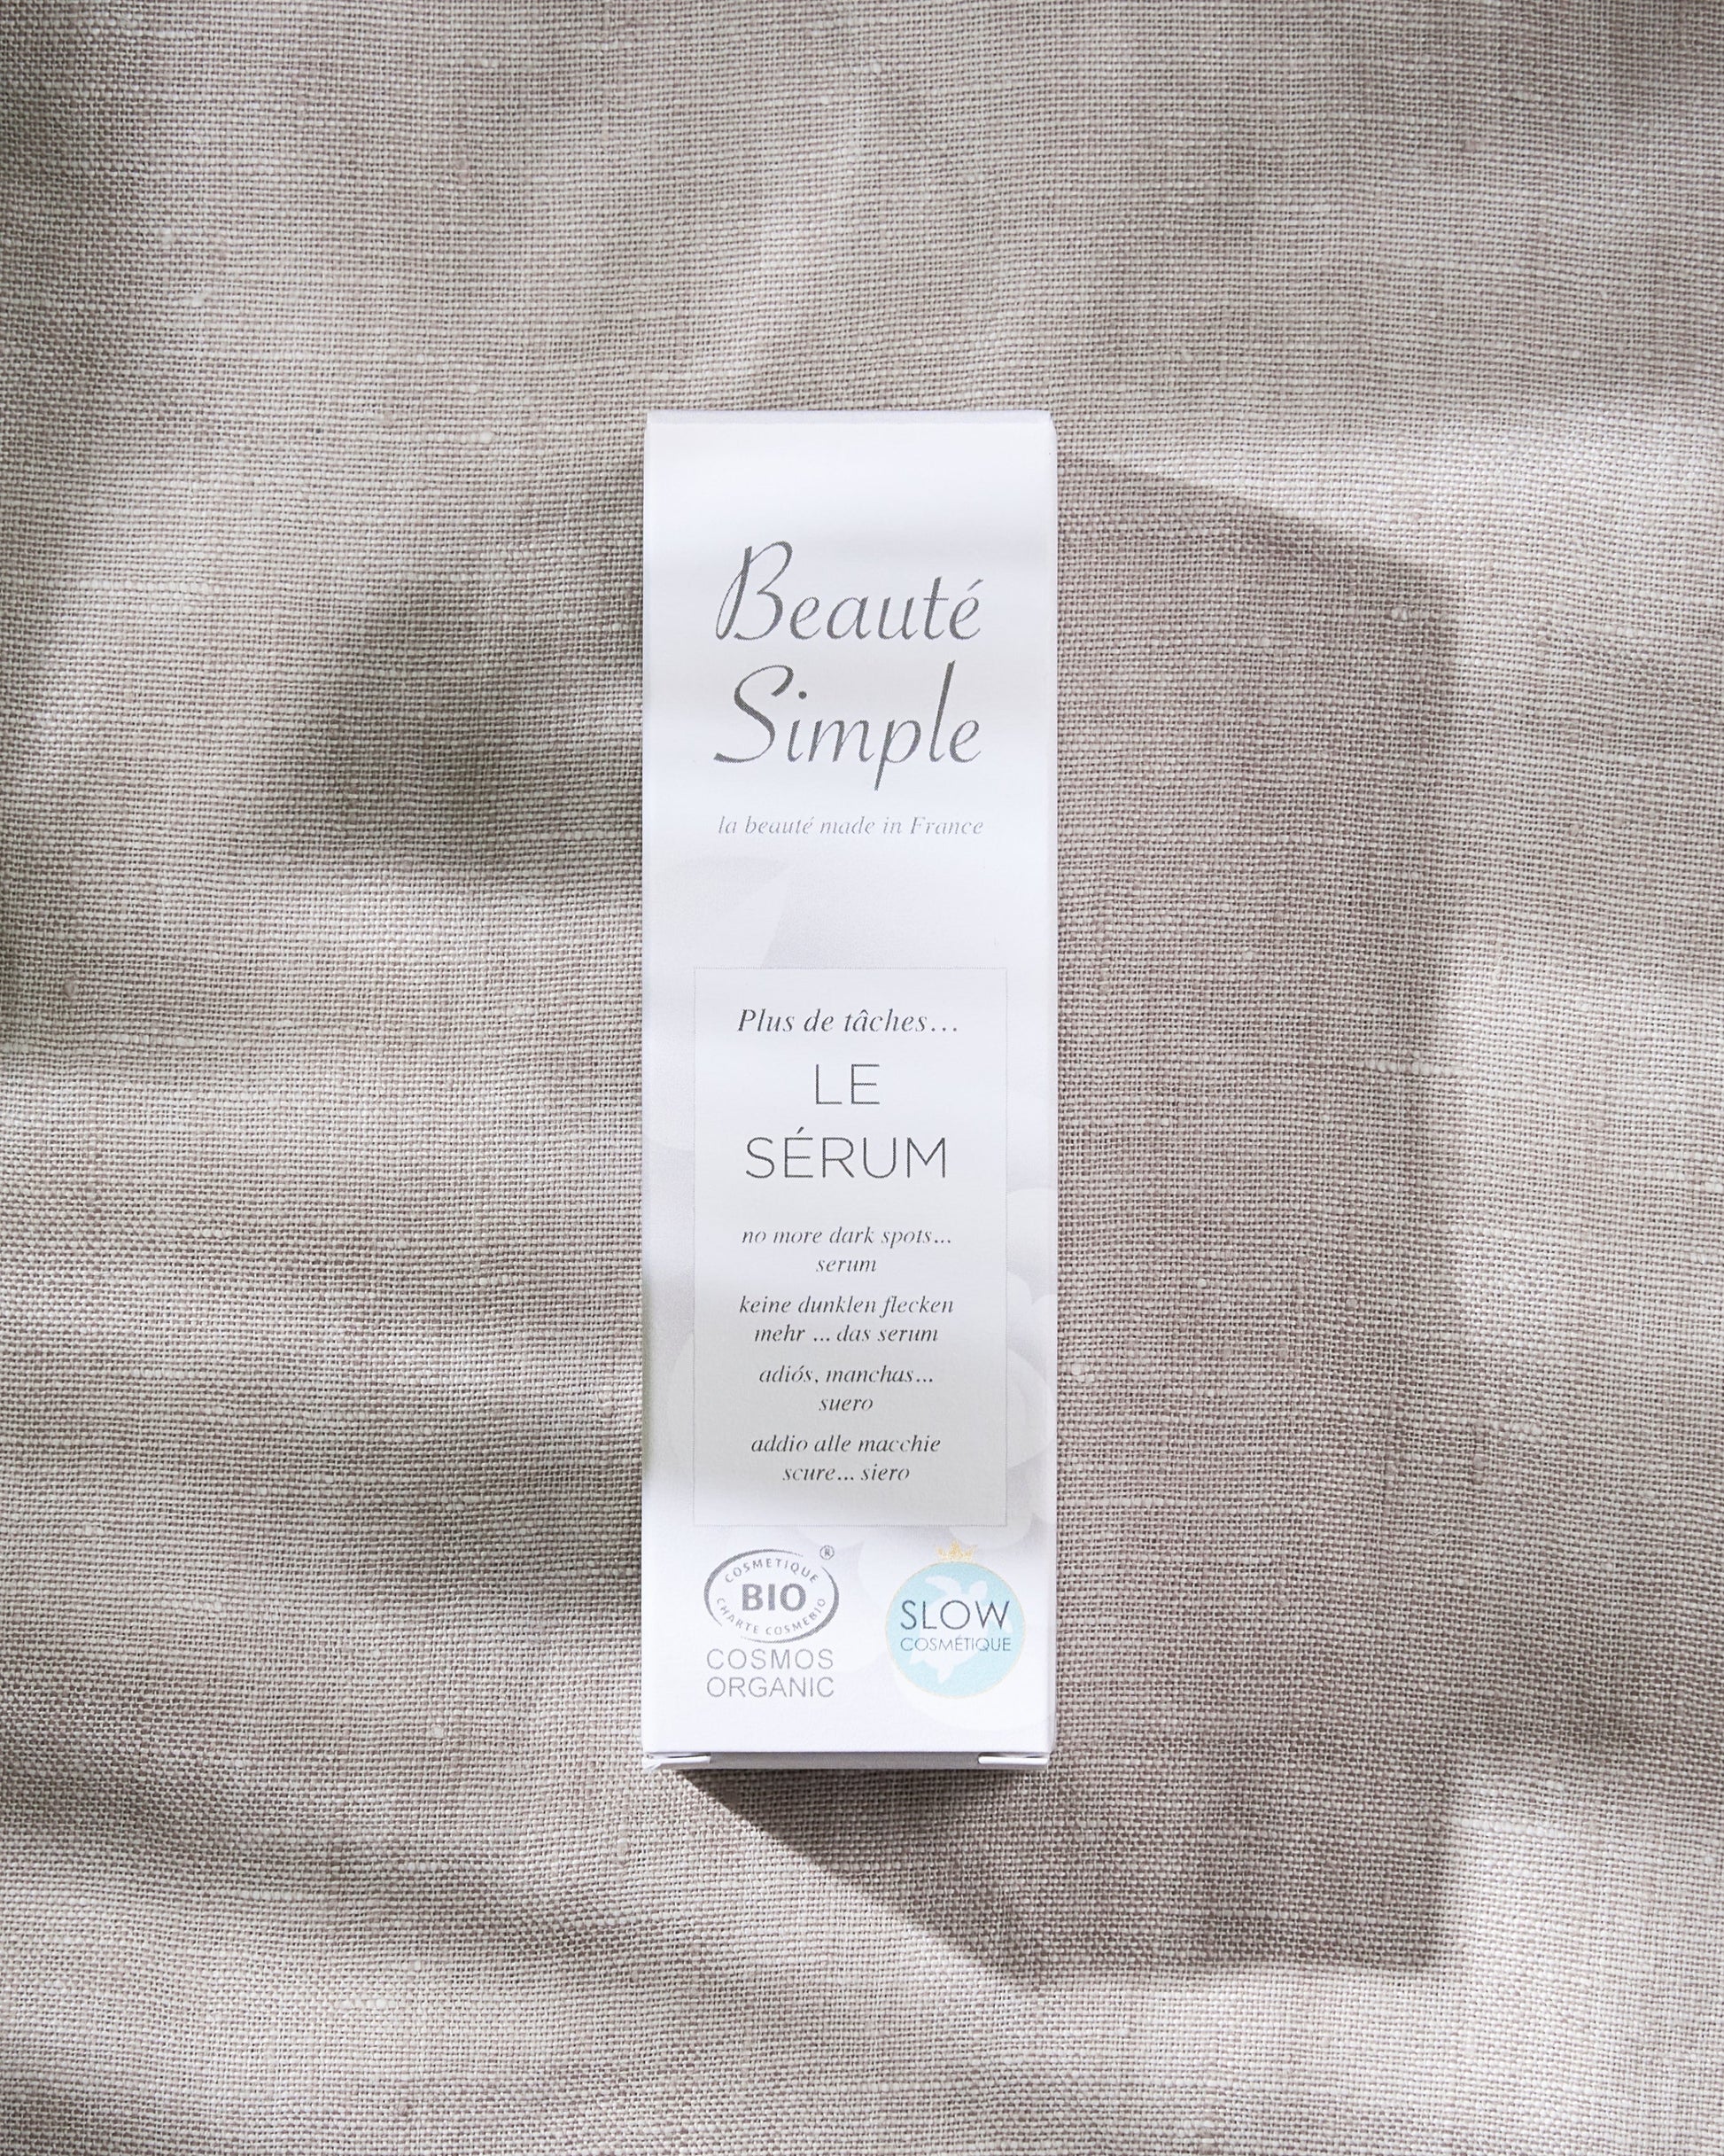 Beauté
Simple
la beauté made in France
Plus de tâches...
LE
SÉRUM
no more dark spots...
serum
keine dunklen flecken
mehr ... das serum
adiós, manchas...
suero
addio alle macchie
scure... siero
COSMETIQUE ®
BIO
CHARTE COSMEBIO
COSMOS
ORGANIC
SLOW
COSMÉTIQUE